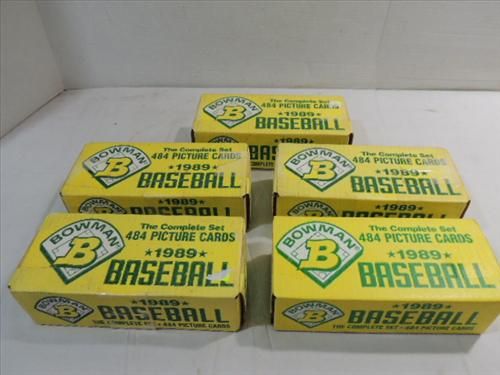 BOWMAN
B
The Complete Set
484 PICTURE CARDS
★1989★
BASEBALL
BASEBALL
BOWMAN
B
The Complete Set
484 PICTURE CARDS
★1989★
BASEBALL
★1989★
BOWMAN
B
The Complete Set
484 PICTURE CARDS
★1989★
BASEBALL
★1989★
BOWMAN
B
The Complete Set
484 PICTURE CARDS
★1989★
BASEBALL
BOWMAN
B
★1989★
BASEBALL
THE COMPLETE SET • 484 PICTURE CARDS
BOWMAN
B
The Complete Set
484 PICTURE CARDS
★1989★
BASEBALL
BOWMAN
B
★1989★
BASEBALL
THE COMPLETE SET • 484 PICTURE CARDS